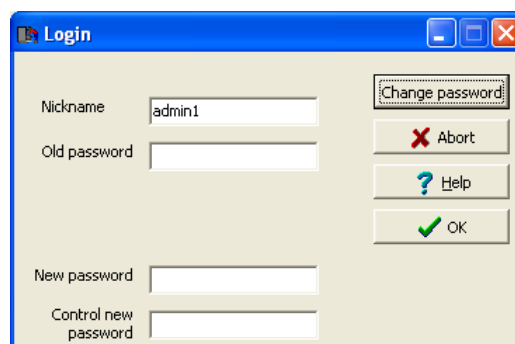 Login
Nickname
admin1
Change password
Old password
Abort
Help
OK
New password
Control new
password